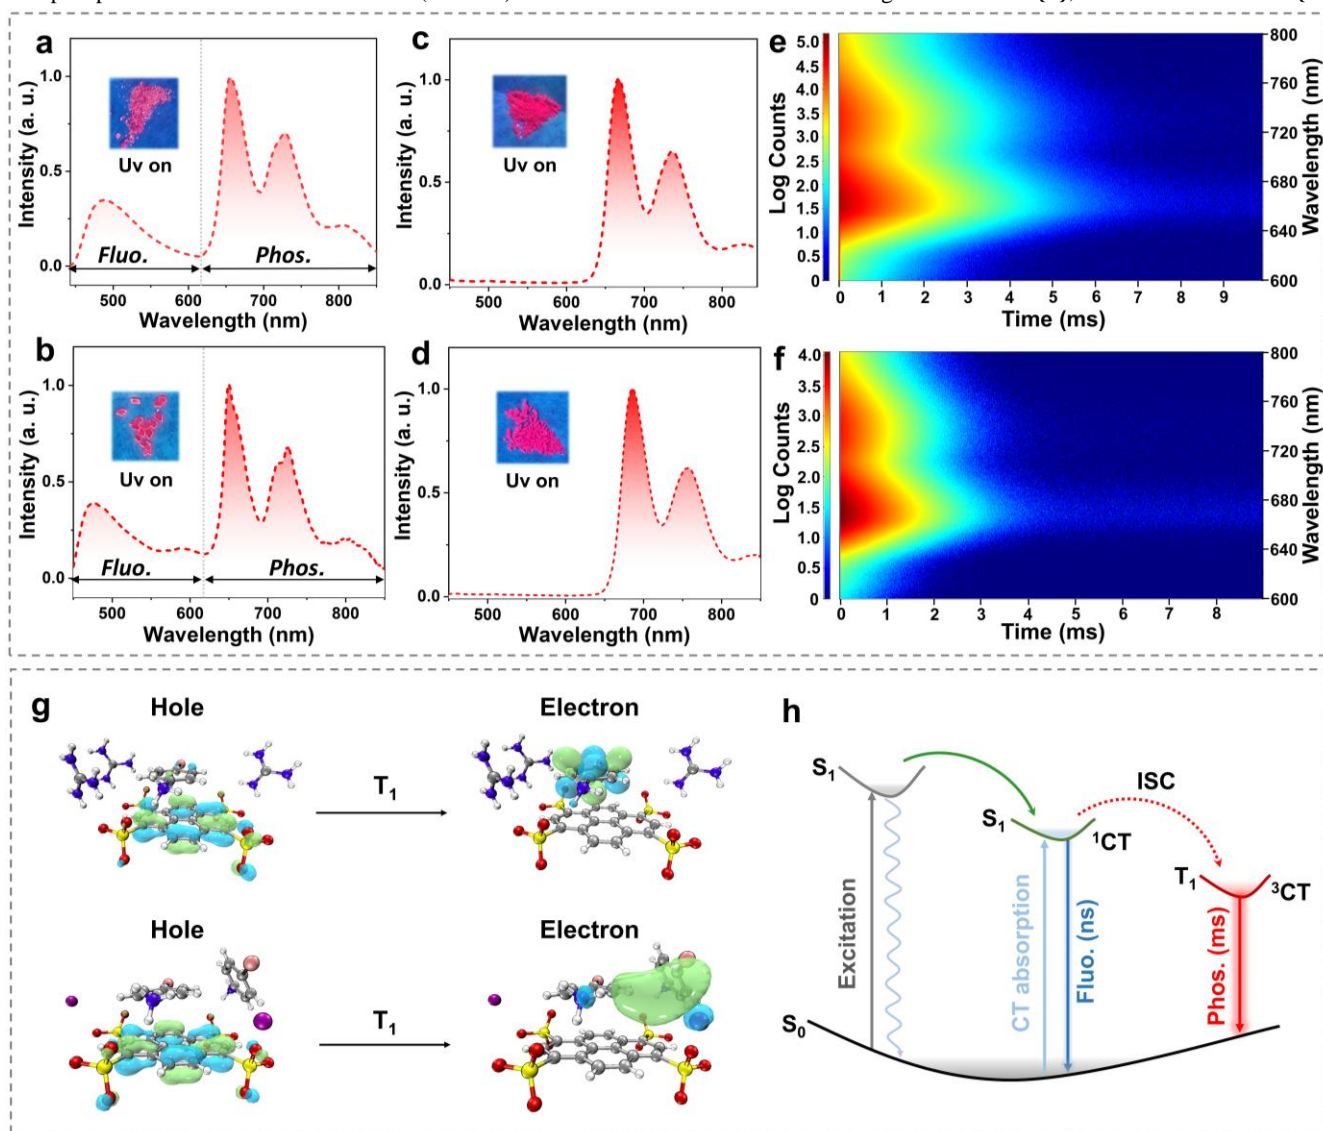 a
Intensity (a. u.)
1.0
0.5
0.0
Uv on
Fluo.
Phos.
500
600
700
800
Wavelength (nm)
c
Intensity (a. u.)
1.0
0.5
0.0
Uv on
500
600
700
800
Wavelength (nm)
e
Log Counts
5.0
4.5
4.0
3.5
3.0
2.5
2.0
1.5
1.0
0.5
0
800
760
720
680
640
600
Wavelength (nm)
0
1
2
3
4
5
6
7
8
9
Time (ms)
b
Intensity (a. u.)
1.0
0.5
0.0
Uv on
Fluo.
Phos.
500
600
700
800
Wavelength (nm)
d
Intensity (a. u.)
1.0
0.5
0.0
Uv on
500
600
700
800
Wavelength (nm)
f
Log Counts
4.0
3.5
3.0
2.5
2.0
1.5
1.0
0.5
0
800
760
720
680
640
600
Wavelength (nm)
0
1
2
3
4
5
6
7
8
Time (ms)
g
Hole
Electron
T1
Hole
Electron
T1
h
S1
ISC
S1
1CT
T1
3CT
Excitation
CT absorption
Fluo. (ns)
Phos. (ms)
S0